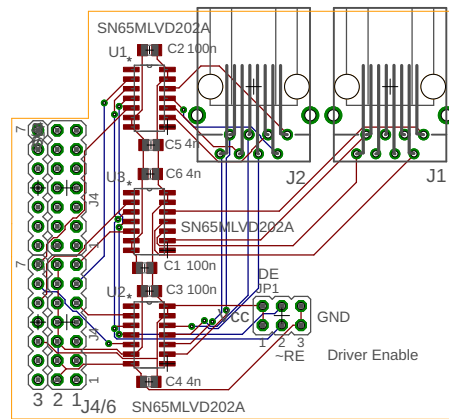 SN65MLVD202A
U1
C2 100n
*
J2
J1
C5 4n
C6 4n
U3
*
SN65MLVD202A
7
J4
1
7
C1 100n
C3 100n
U2
*
Vcc
DE
JP1
GND
1
2
3
~RE
Driver Enable
J4
1
3
2
1
J4/6
C4 4n
SN65MLVD202A